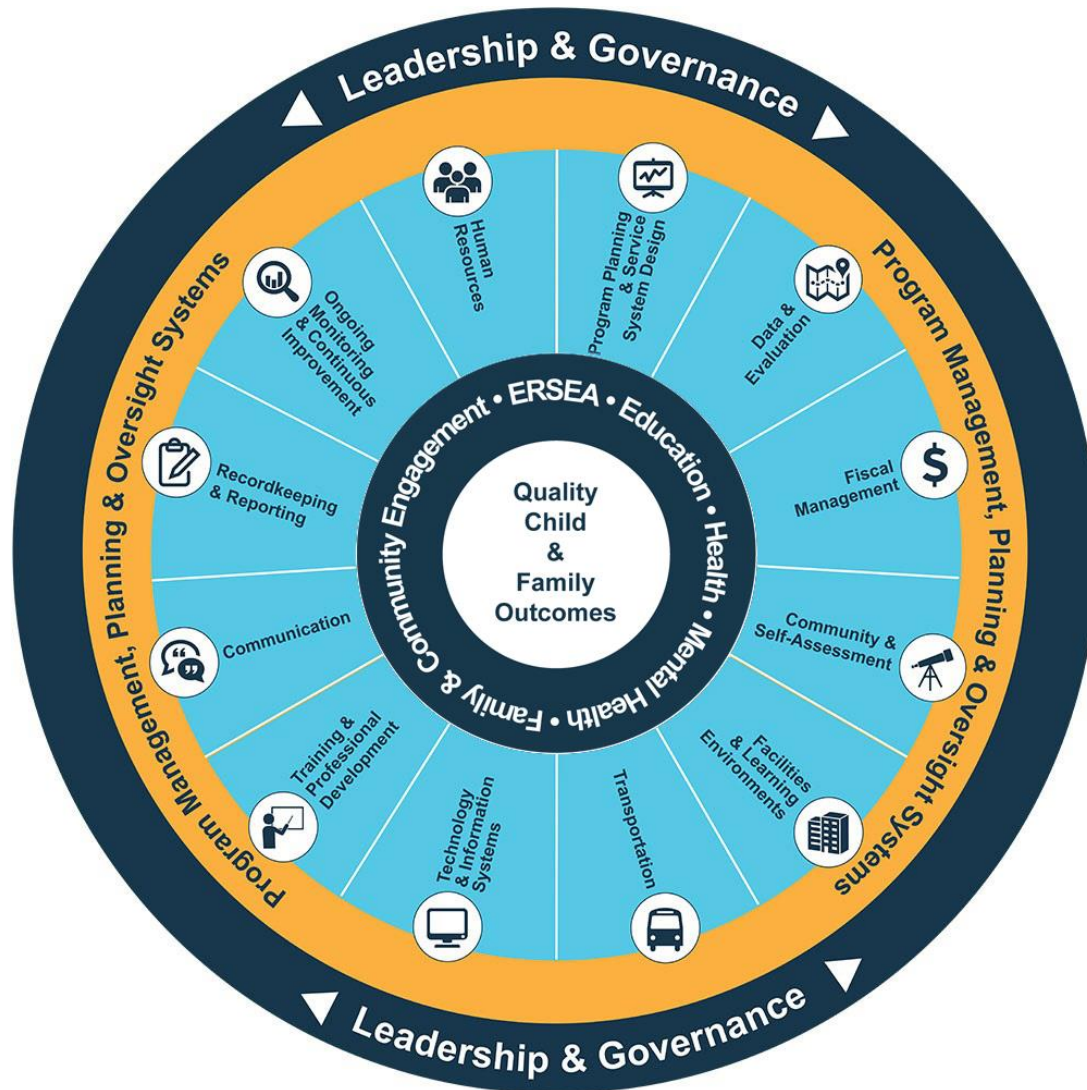 Leadership & Governance
Program Management, Planning & Oversight Systems
Program Management, Planning & Oversight Systems
Program Planning
& Service
System Design
Data &
Evaluation
Fiscal
Management
Community &
Self-Assessment
Facilities
& Learning
Environments
Transportation
Technology
& Information
Systems
Training &
Professional
Development
Communication
Recordkeeping
& Reporting
Ongoing
Monitoring
& Continuous
Improvement
Human
Resources
Family & Community Engagement • ERSEA • Education • Health • Mental Health •
Quality
Child
&
Family
Outcomes
Leadership & Governance